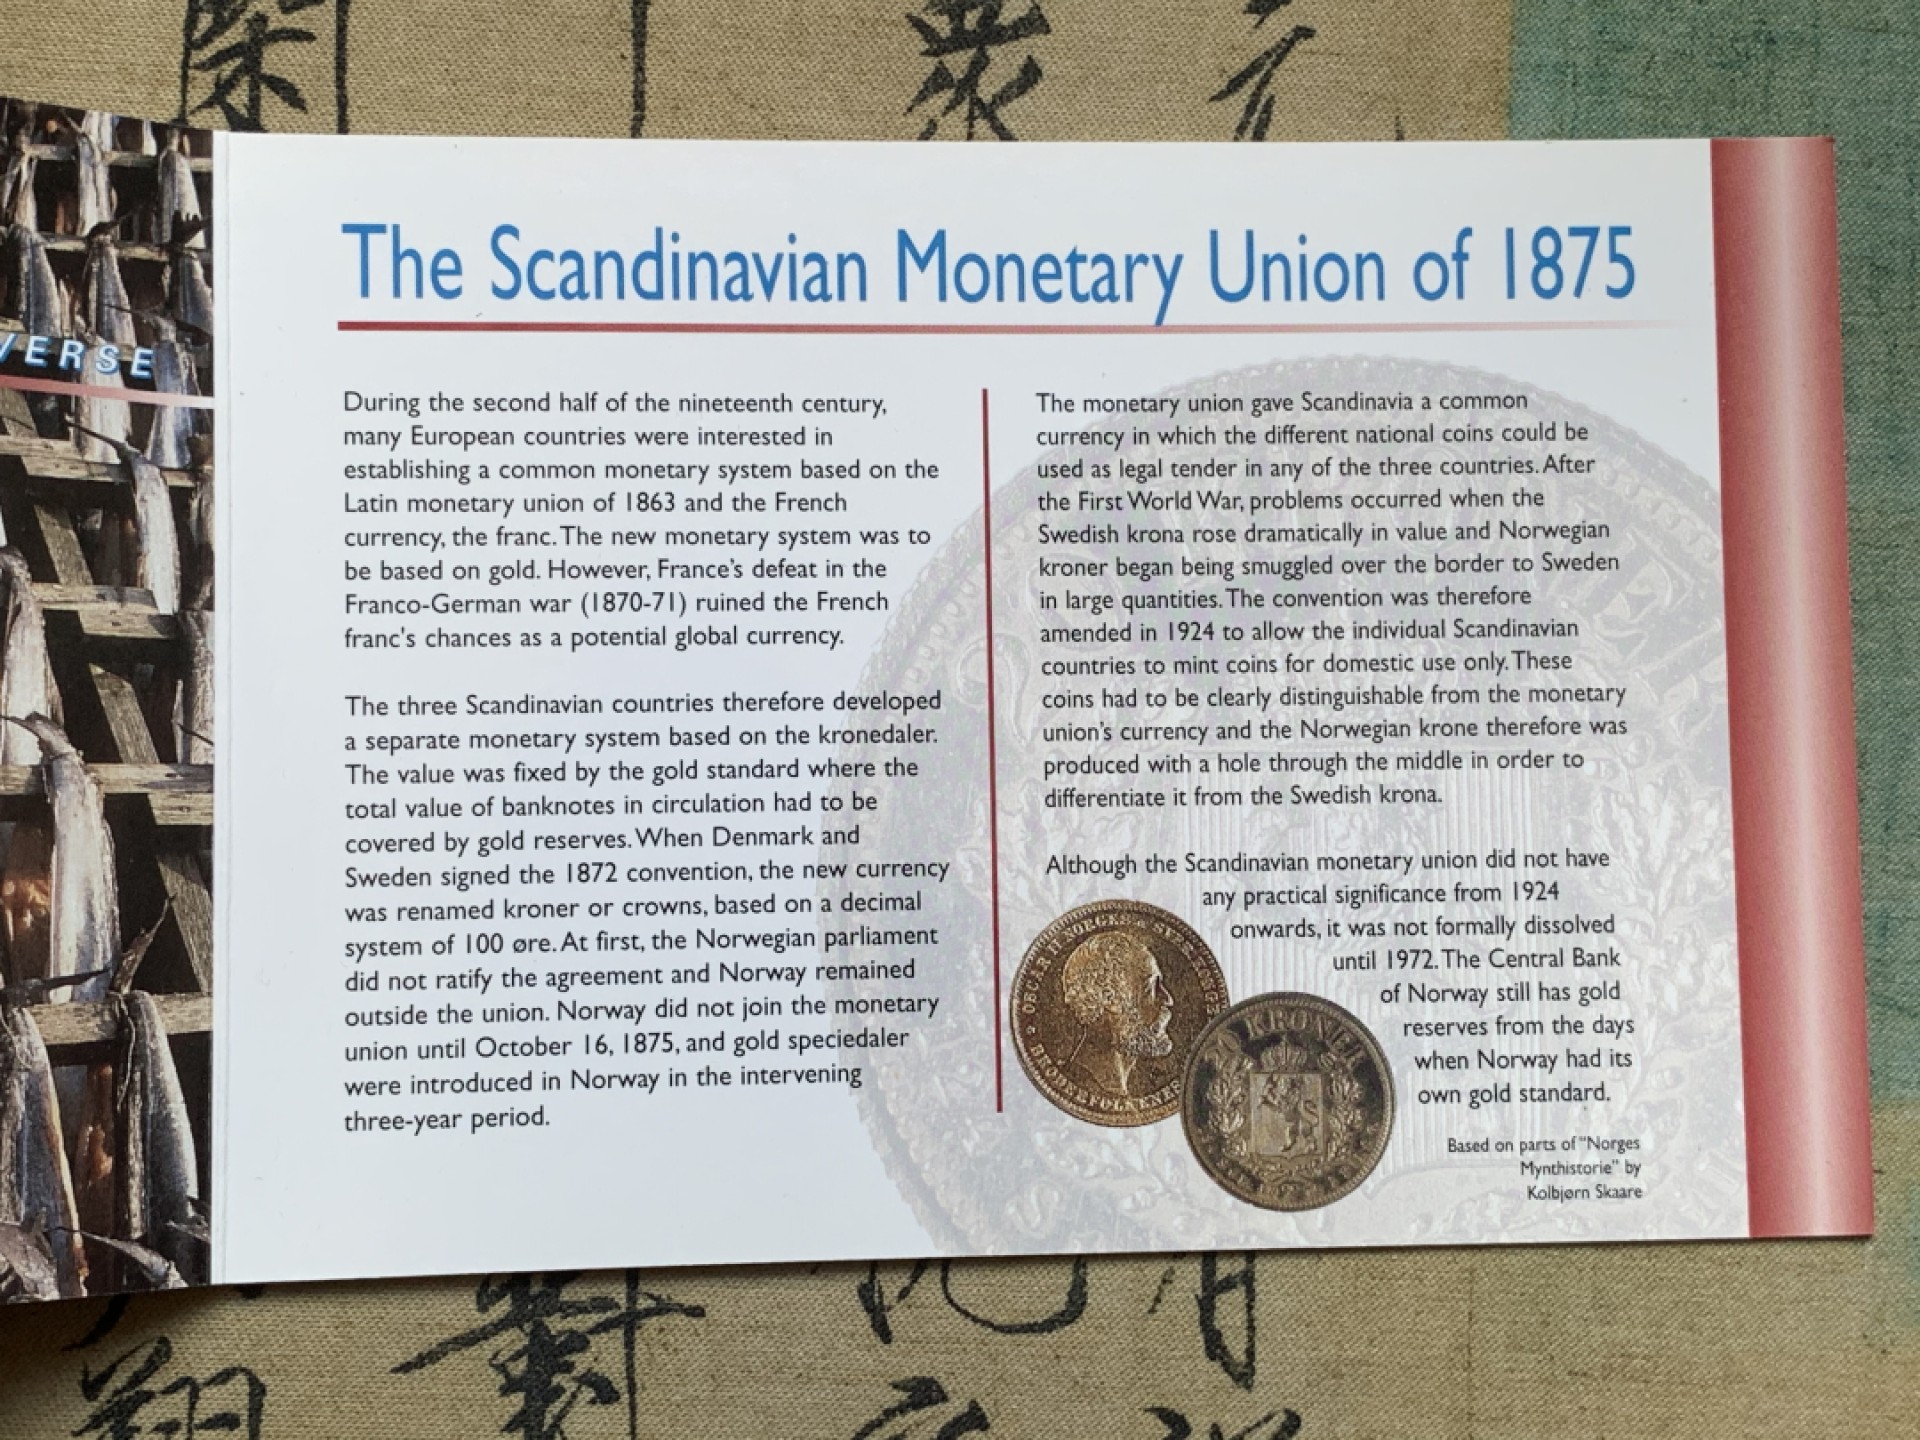 VERSE
The Scandinavian Monetary Union of 1875
During the second half of the nineteenth century,
many European countries were interested in
establishing a common monetary system based on the
Latin monetary union of 1863 and the French
currency, the franc. The new monetary system was to
be based on gold. However, France's defeat in the
Franco-German war (1870-71) ruined the French
franc's chances as a potential global currency.
The three Scandinavian countries therefore developed
a separate monetary system based on the kronedaler.
The value was fixed by the gold standard where the
total value of banknotes in circulation had to be
covered by gold reserves. When Denmark and
Sweden signed the 1872 convention, the new currency
was renamed kroner or crowns, based on a decimal
system of 100 øre. At first, the Norwegian parliament
did not ratify the agreement and Norway remained
outside the union. Norway did not join the monetary
union until October 16, 1875, and gold speciedaler
were introduced in Norway in the intervening
three-year period.
The monetary union gave Scandinavia a common
currency in which the different national coins could be
used as legal tender in any of the three countries. After
the First World War, problems occurred when the
Swedish krona rose dramatically in value and Norwegian
kroner began being smuggled over the border to Sweden
in large quantities. The convention was therefore
amended in 1924 to allow the individual Scandinavian
countries to mint coins for domestic use only. These
coins had to be clearly distinguishable from the monetary
union's currency and the Norwegian krone therefore was
produced with a hole through the middle in order to
differentiate it from the Swedish krona.
Although the Scandinavian monetary union did not have
any practical significance from 1924
onwards, it was not formally dissolved
until 1972. The Central Bank
of Norway still has gold
reserves from the days
when Norway had its
own gold standard.
Based on parts of "Norges
Mynthistorie" by
Kolbjørn Skaare
KRONER